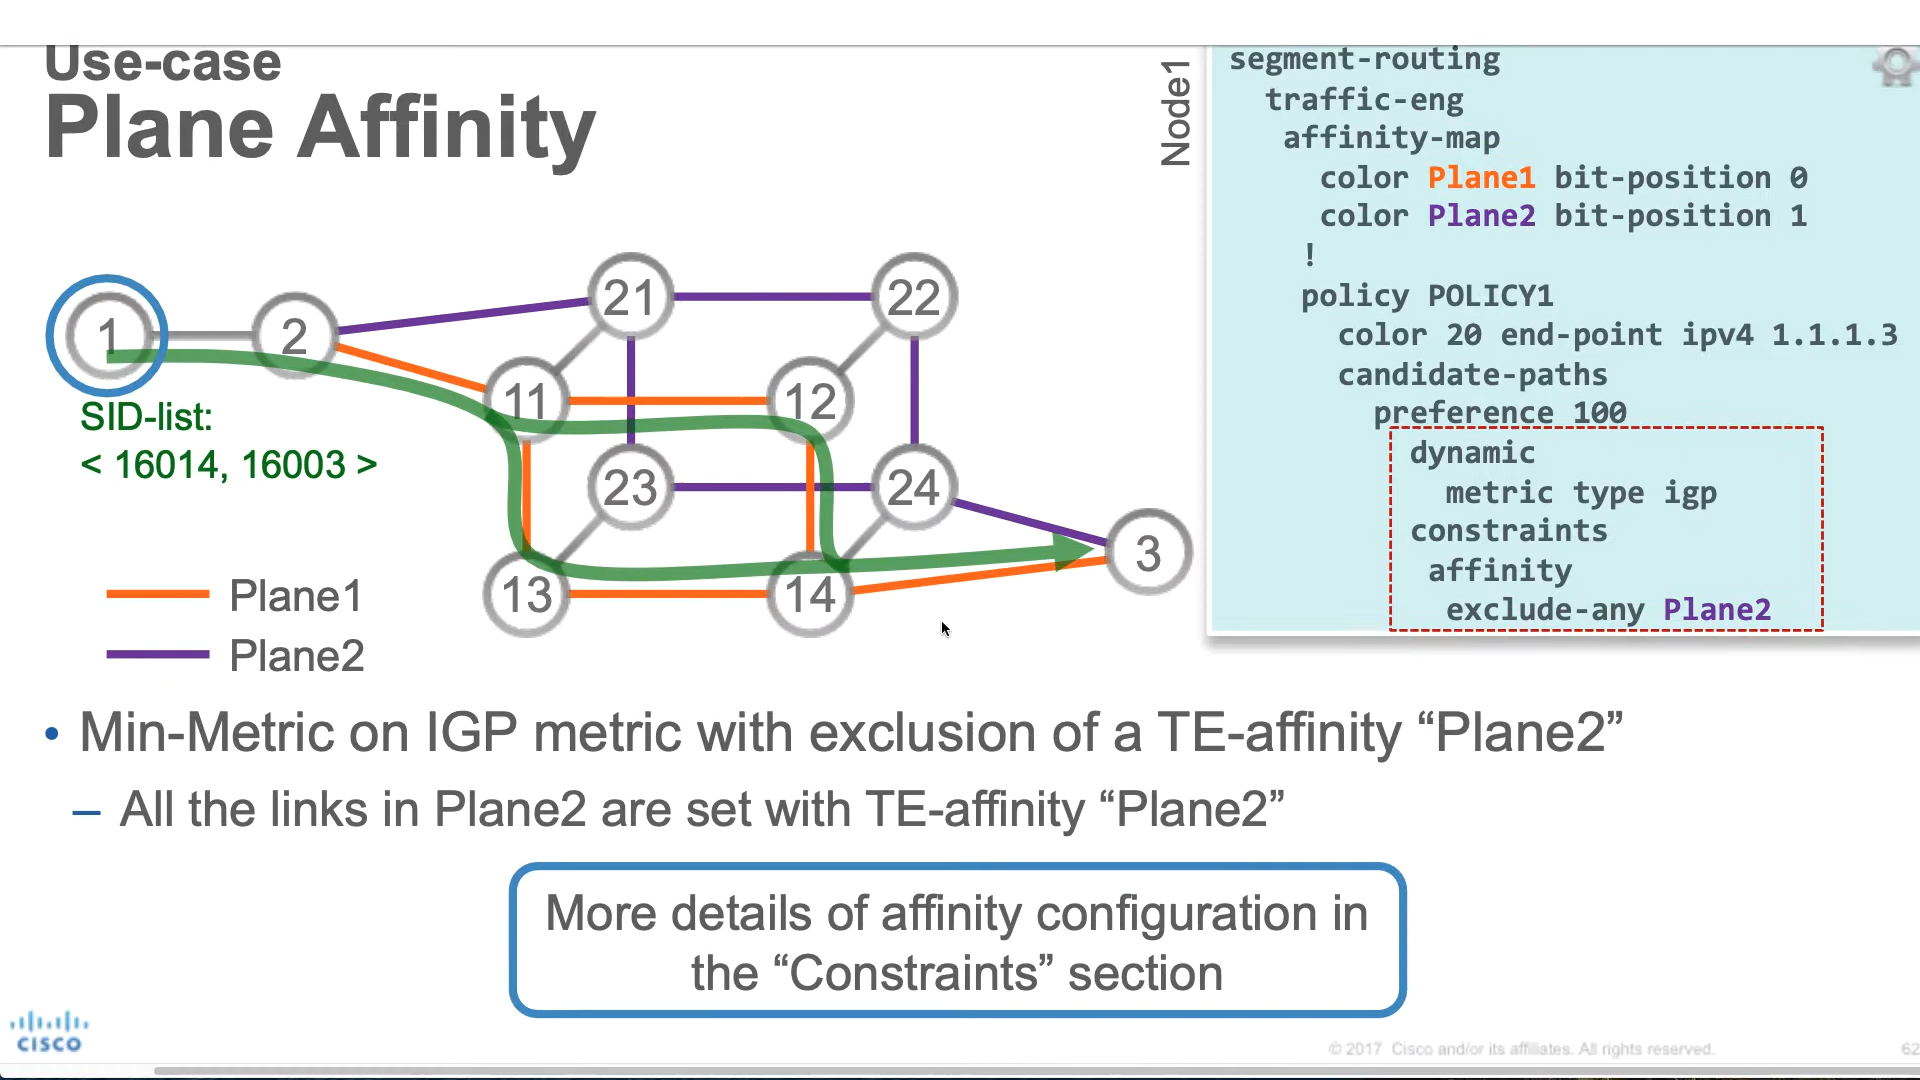 Use-case
Plane Affinity
Node1
segment-routing
traffic-eng
affinity-map
color Plane1 bit-position 0
color Plane2 bit-position 1
!
policy POLICY1
color 20 end-point ipv4 1.1.1.3
candidate-paths
preference 100
dynamic
metric type igp
constraints
affinity
exclude-any Plane2
21
22
1
2
11
12
SID-list:
< 16014, 16003 >
23
24
3
13
14
Plane1
Plane2
• Min-Metric on IGP metric with exclusion of a TE-affinity “Plane2”
– All the links in Plane2 are set with TE-affinity “Plane2”
More details of affinity configuration in
the “Constraints” section
CISCO
© 2017 Cisco and/or its affiliates. All rights reserved.
62